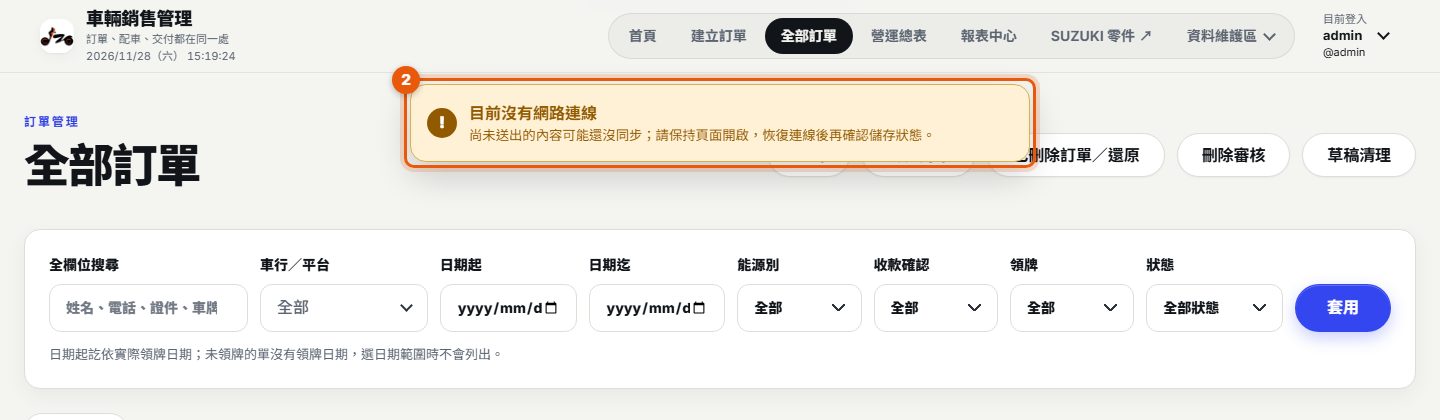 車輛銷售管理
訂單、配車、交付都在同一處
2026/11/28（六） 15:19:24
首頁
建立訂單
全部訂單
營運總表
報表中心
SUZUKI 零件 ↗
資料維護區
目前登入
admin
@admin
2
!
目前沒有網路連線
尚未送出的內容可能還沒同步；請保持頁面開啟，恢復連線後再確認儲存狀態。
訂單管理
全部訂單
刪除訂單／還原
刪除審核
草稿清理
全欄位搜尋
車行／平台
日期起
日期迄
能源別
收款確認
領牌
狀態
姓名、電話、證件、車牌
全部
yyyy/mm/d
yyyy/mm/d
全部
全部
全部
全部狀態
套用
日期起訖依實際領牌日期；未領牌的單沒有領牌日期，選日期範圍時不會列出。